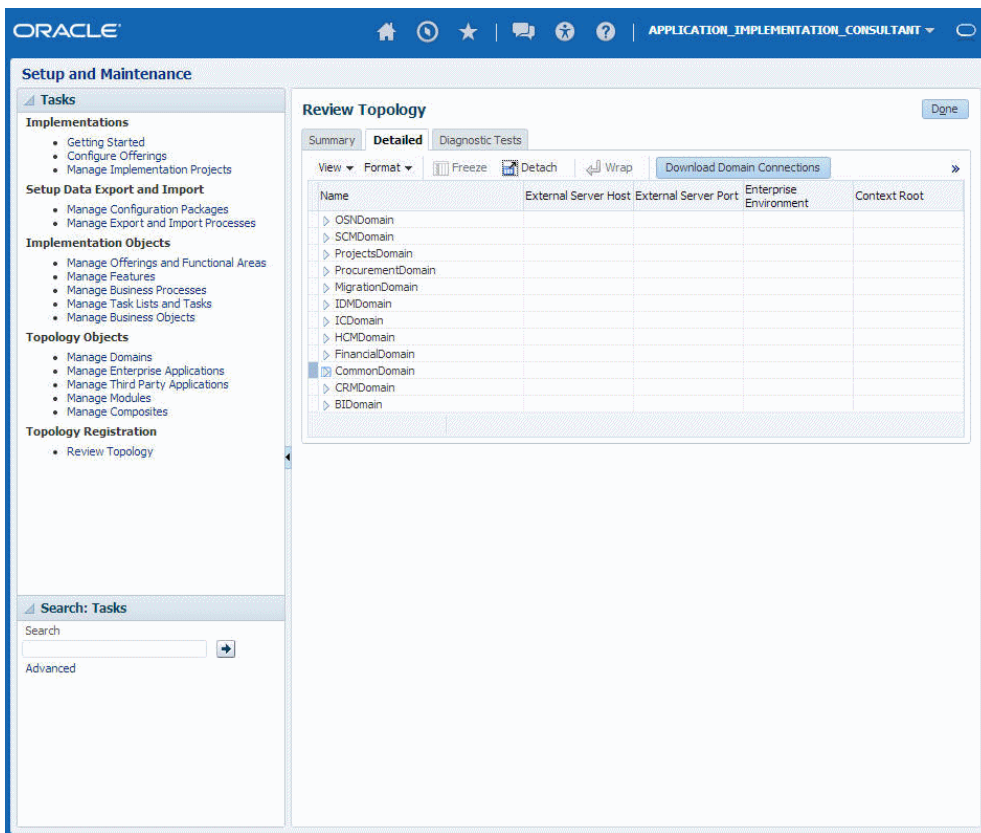 ORACLE
APPLICATION_IMPLEMENTATION_CONSULTANT
Setup and Maintenance
Tasks
Implementations
Getting Started
Configure Offerings
Manage Implementation Projects
Setup Data Export and Import
Manage Configuration Packages
Manage Export and Import Processes
Implementation Objects
Manage Offerings and Functional Areas
Manage Features
Manage Business Processes
Manage Task Lists and Tasks
Manage Business Objects
Topology Objects
Manage Domains
Manage Enterprise Applications
Manage Third Party Applications
Manage Modules
Manage Composites
Topology Registration
Review Topology
Search: Tasks
Search
Advanced
Review Topology
Done
Summary Detailed Diagnostic Tests
View Format Freeze Detach Wrap Download Domain Connections »
Name External Server Host External Server Port Enterprise Environment Context Root
OSNDomain
SCMDomain
ProjectsDomain
ProcurementDomain
MigrationDomain
IDMDomain
ICDomain
HCMDomain
FinancialDomain
CommonDomain
CRMDomain
BIDomain